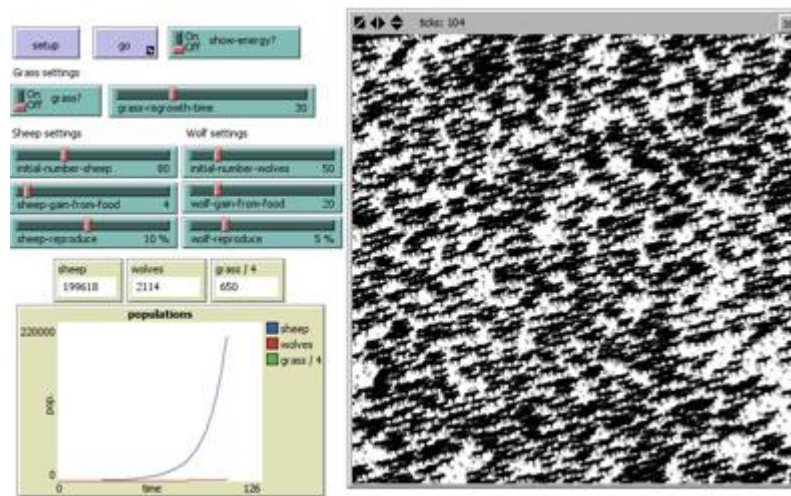 ticks: 104
setup
go
On
Off
show-energy?
Grass settings
On
Off
grass?
grass-regrowth-time 30
Sheep settings
Wolf settings
initial-number-sheep 80
initial-number-wolves 50
sheep-gain-from-food 4
wolf-gain-from-food 20
sheep-reproduce 10 %
wolf-reproduce 5 %
sheep
199618
wolves
2114
grass / 4
650
populations
220000
pop.
0
0
time
126
sheep
wolves
grass / 4